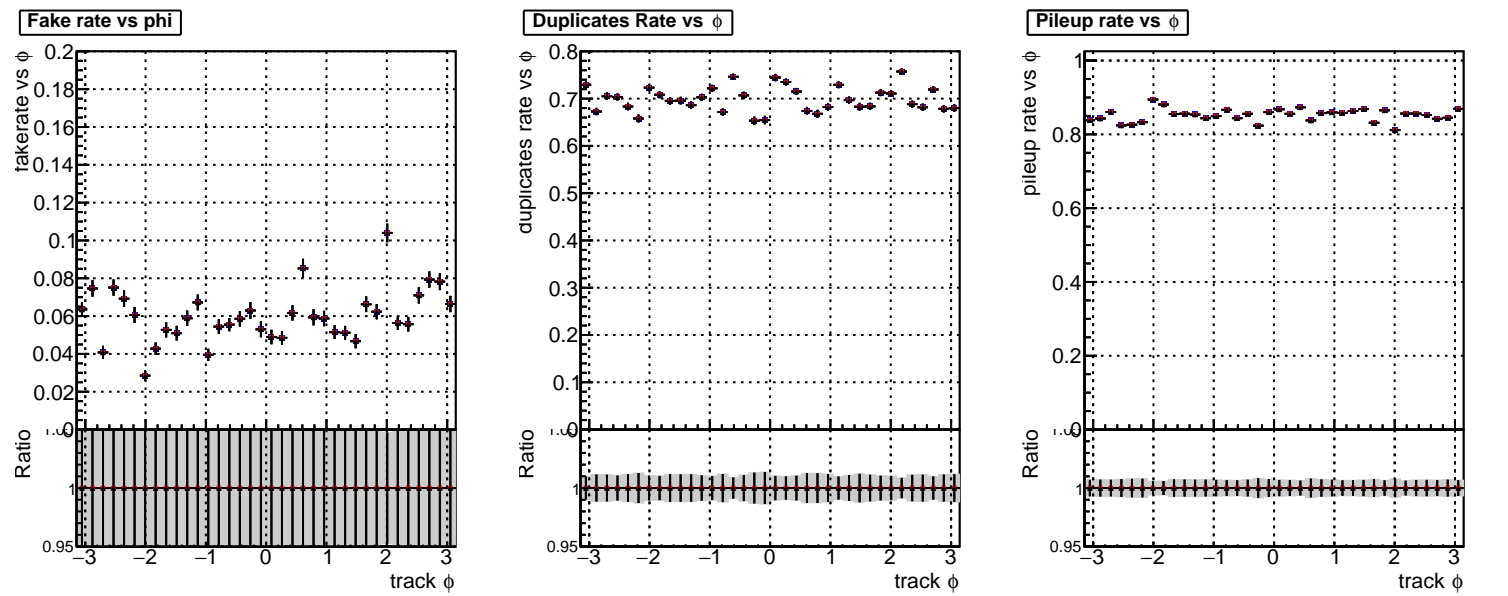 Fake rate vs phi
fakerate vs ϕ
0.2
0.18
0.16
0.14
0.12
0.1
0.08
0.06
0.04
0.02
0
Ratio
1
0.95
−3 −2 −1 0 1 2 3
track ϕ
Duplicates Rate vs ϕ
duplicates rate vs ϕ
0.8
0.7
0.6
0.5
0.4
0.3
0.2
0.1
0
Ratio
1
0.95
−3 −2 −1 0 1 2 3
track ϕ
Pileup rate vs ϕ
pileup rate vs ϕ
1
0.8
0.6
0.4
0.2
0
Ratio
1
0.95
−3 −2 −1 0 1 2 3
track ϕ